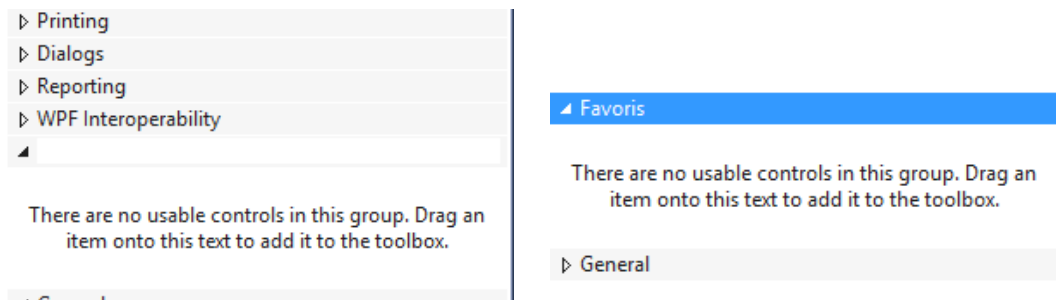 Printing
Dialogs
Reporting
WPF Interoperability
There are no usable controls in this group. Drag an
item onto this text to add it to the toolbox.
Favoris
There are no usable controls in this group. Drag an
item onto this text to add it to the toolbox.
General